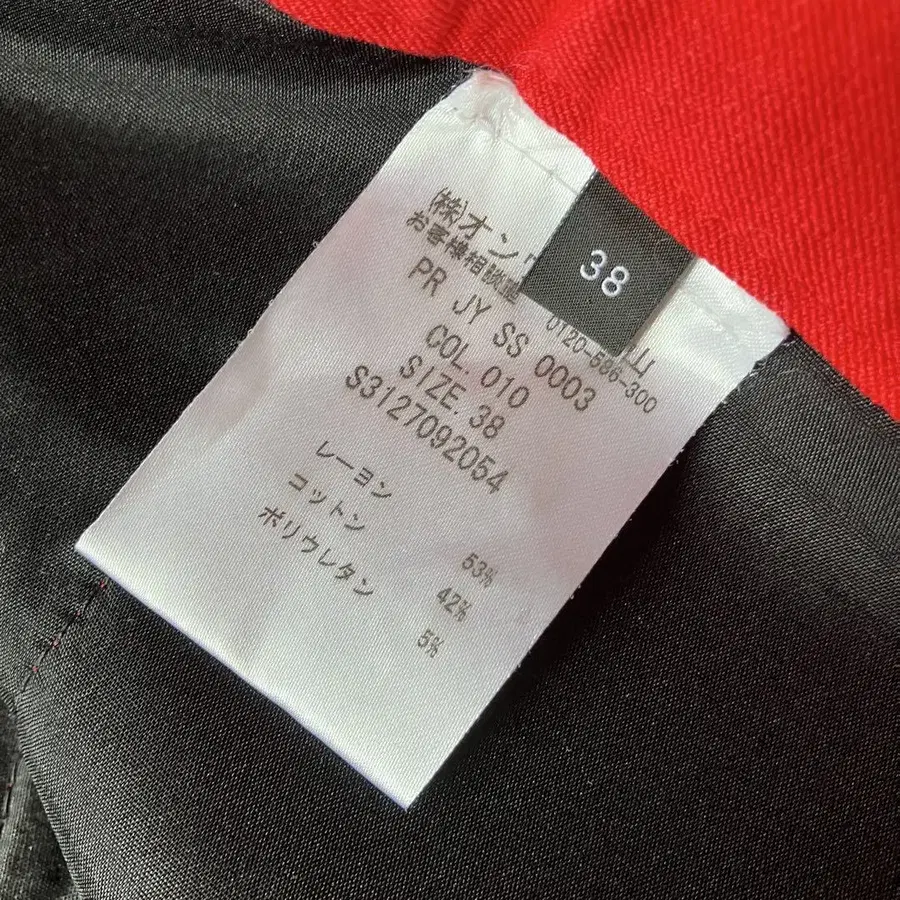 38
(株)オン 山
お客様相談室 0120-586-300
PR JY SS 0003
COL. 010
SIZE. 38
S3127092054
レーヨン 53%
コットン 42%
ポリウレタン 5%